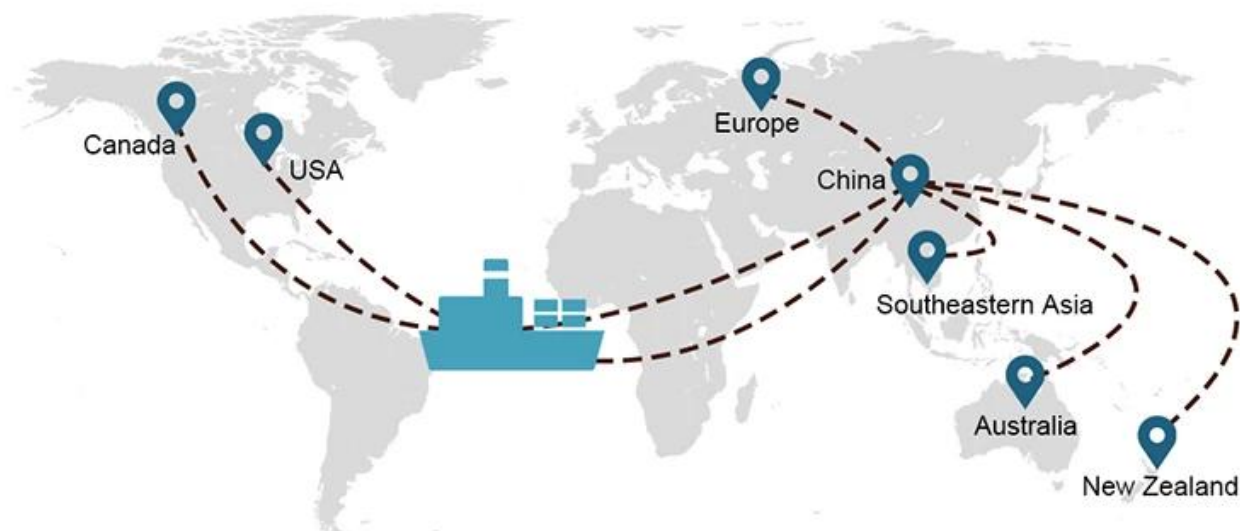 Canada
USA
Europe
China
Southeastern Asia
Australia
New Zealand